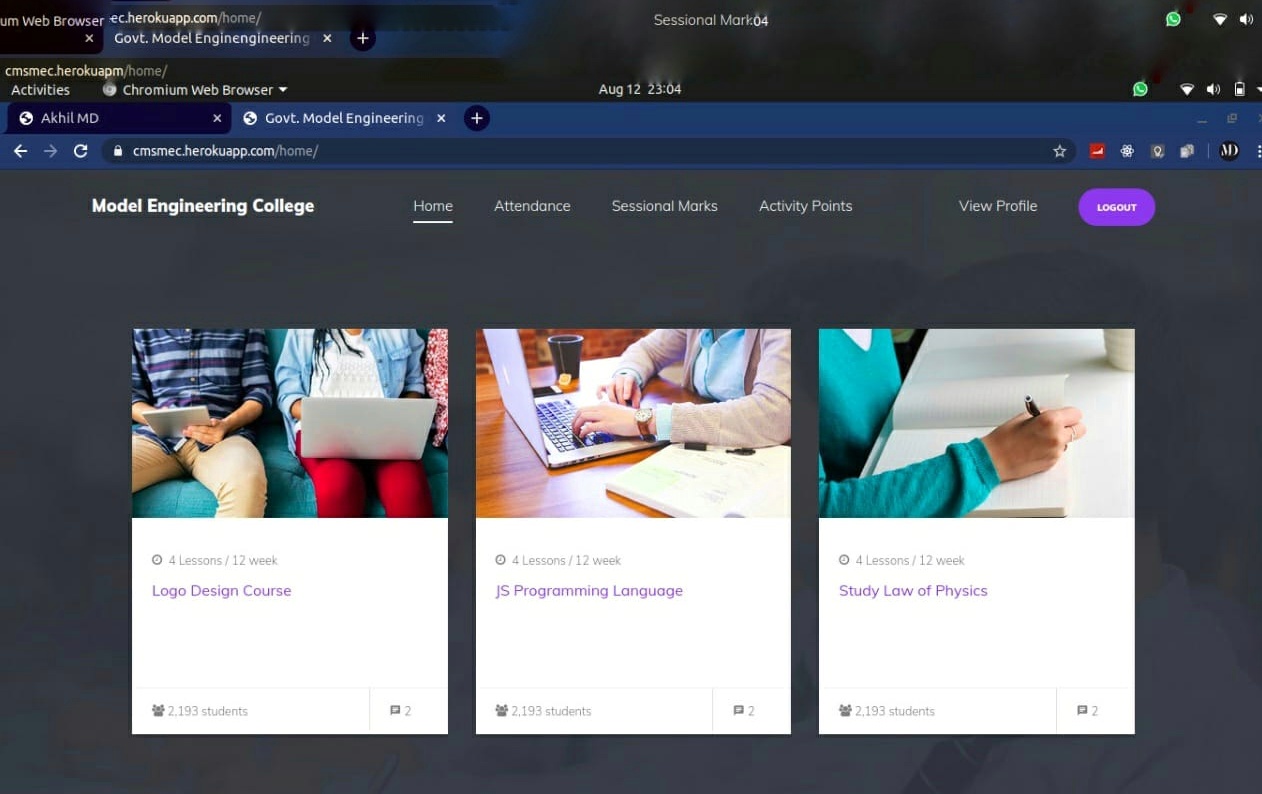 um Web Browser ec.herokuapp.com/home/ Sessional Mark04
Govt. Model Enginengineering
cmsmec.herokuapm/home/
Activities Chromium Web Browser Aug 12 23:04
Akhil MD Govt. Model Engineering
cmsmec.herokuapp.com/home/ MD
Model Engineering College Home Attendance Sessional Marks Activity Points View Profile LOGOUT
4 Lessons / 12 week
Logo Design Course
2,193 students 2
4 Lessons / 12 week
JS Programming Language
2,193 students 2
4 Lessons / 12 week
Study Law of Physics
2,193 students 2